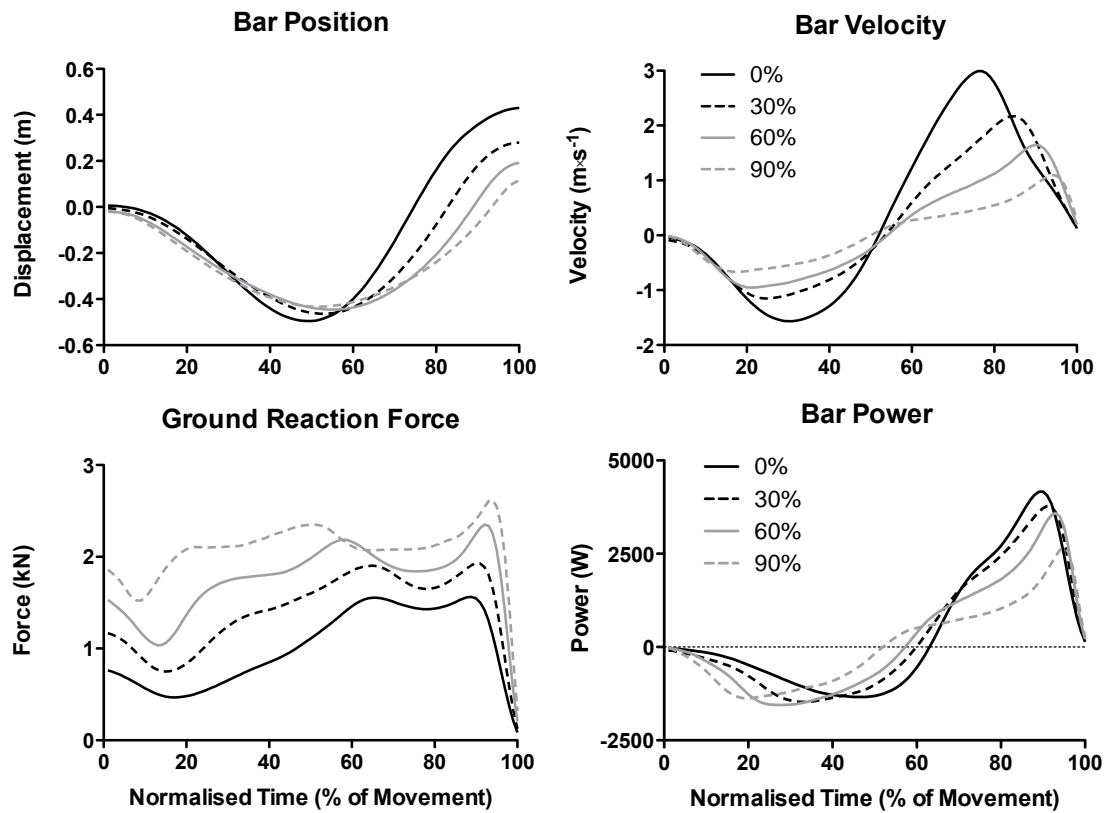 Bar Position
Displacement (m)
0.6
0.4
0.2
0.0
-0.2
-0.4
-0.6
0 20 40 60 80 100
Bar Velocity
Velocity (m×s-1)
3
2
1
0
-1
-2
0 20 40 60 80 100
0%
30%
60%
90%
Ground Reaction Force
Force (kN)
3
2
1
0
0 20 40 60 80 100
Normalised Time (% of Movement)
Bar Power
Power (W)
5000
2500
0
-2500
0 20 40 60 80 100
0%
30%
60%
90%
Normalised Time (% of Movement)